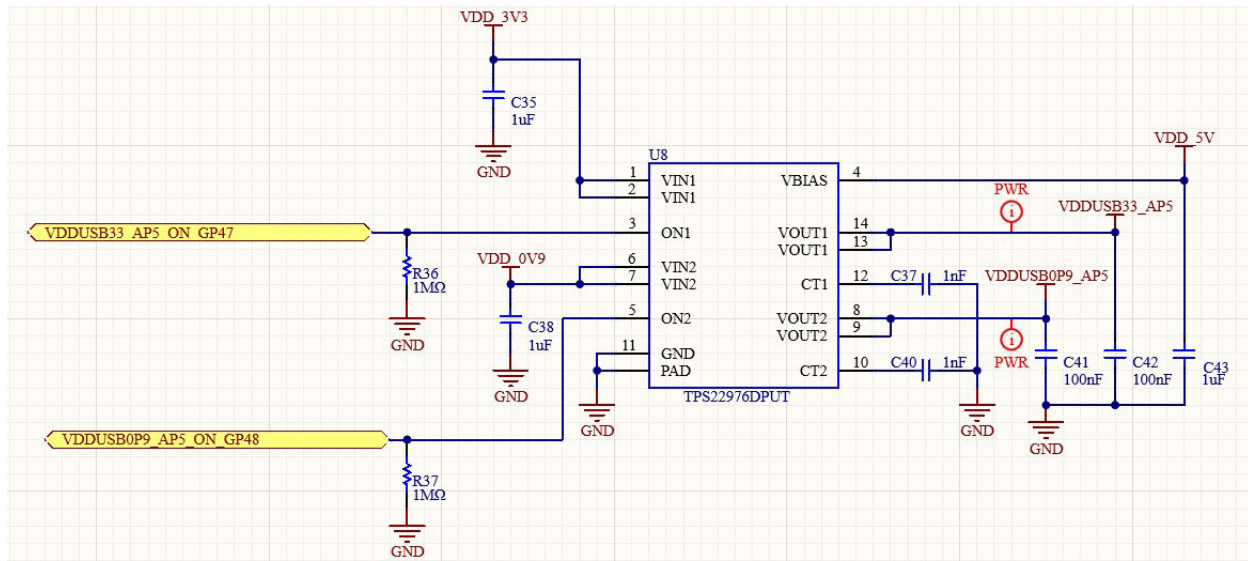 VDD_3V3
C35
1uF
GND
VDDUSB33_AP5_ON_GP47
R36
1MΩ
GND
VDD_0V9
C38
1uF
GND
VDDUSB0P9_AP5_ON_GP48
R37
1MΩ
GND
GND
U8
1 VIN1
2 VIN1
3 ON1
6 VIN2
7 VIN2
5 ON2
11 GND
PAD
VBIAS 4
VOUT1 14
VOUT1 13
CT1 12
VOUT2 8
VOUT2 9
CT2 10
TPS22976DPUT
C37 1nF
C40 1nF
GND
PWR
i
VDDUSB33_AP5
VDD_5V
VDDUSB0P9_AP5
i
PWR
C41
100nF
C42
100nF
C43
1uF
GND